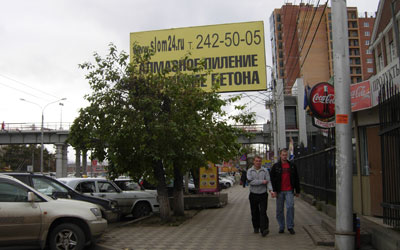 www.slom24.ru т. 242-50-05
АЛМАЗНОЕ ПИЛЕНИЕ
БЕТОНА
Coca-Cola